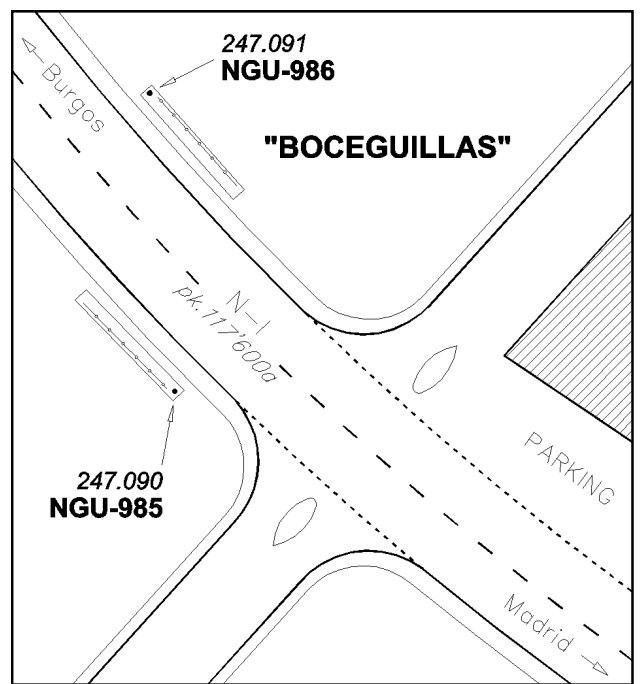 247.091
NGU-986
Burgos
"BOCEGUILLAS"
N-I
pk.117'600a
247.090
NGU-985
PARKING
Madrid